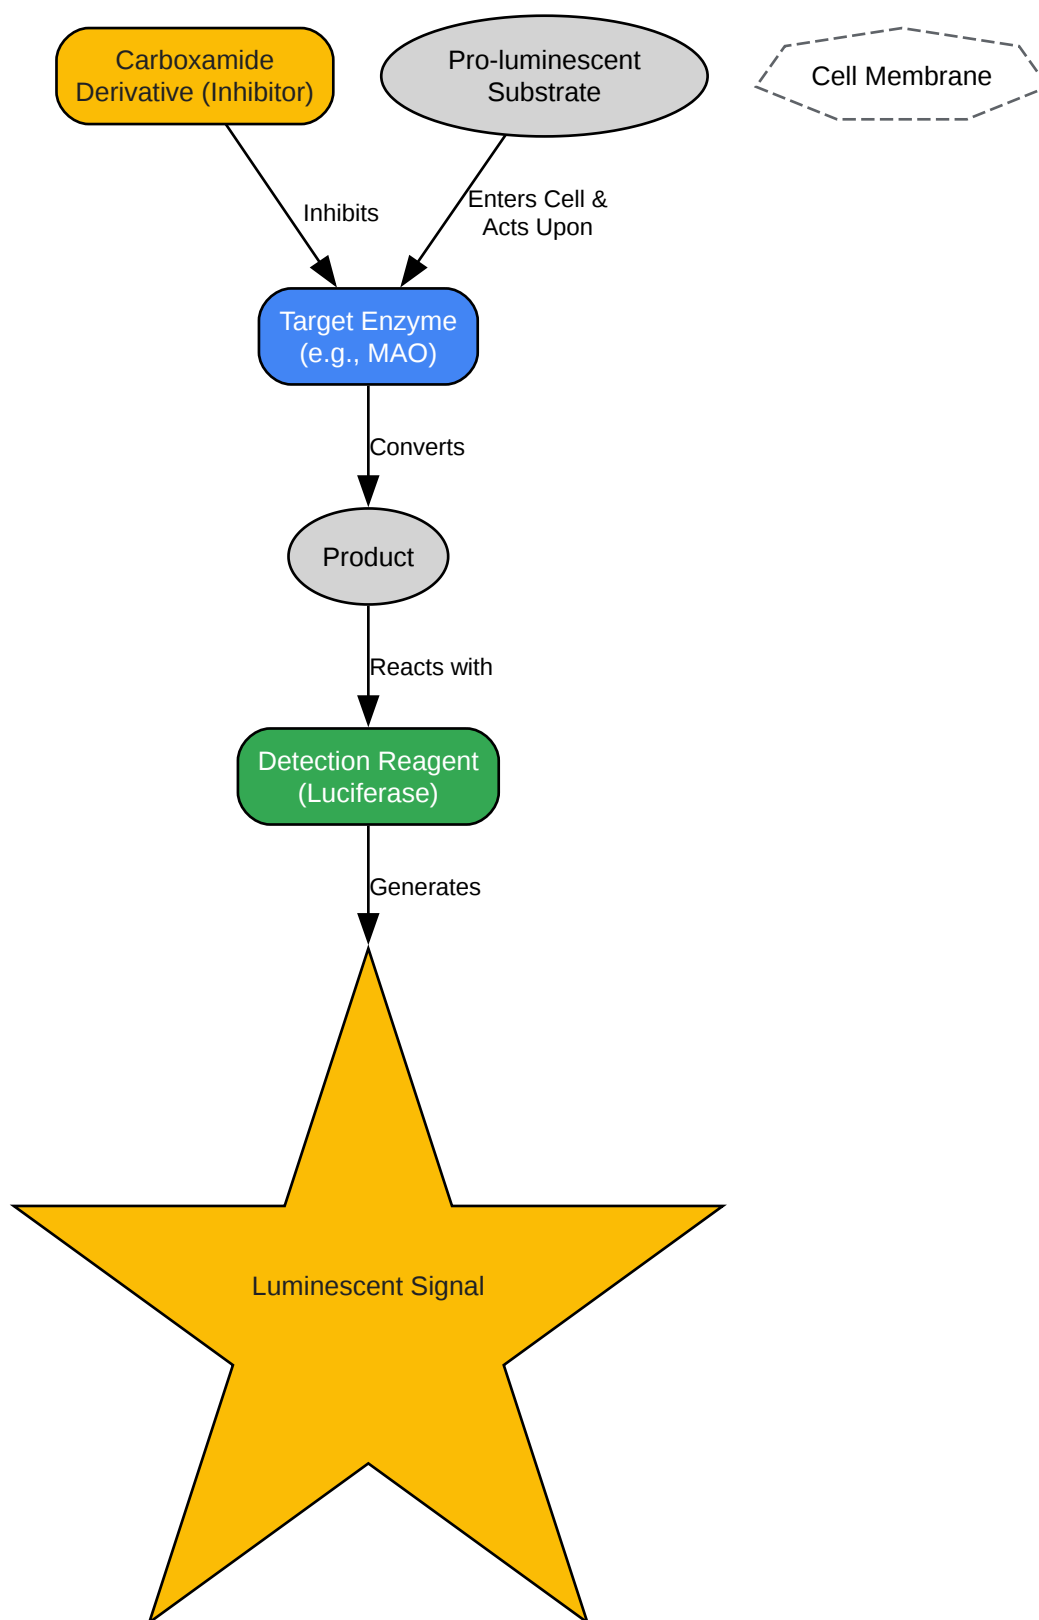 Carboxamide
Derivative (Inhibitor)
Pro-luminescent
Substrate
Cell Membrane
Inhibits
Enters Cell &
Acts Upon
Target Enzyme
(e.g., MAO)
Converts
Product
Reacts with
Detection Reagent
(Luciferase)
Generates
Luminescent Signal